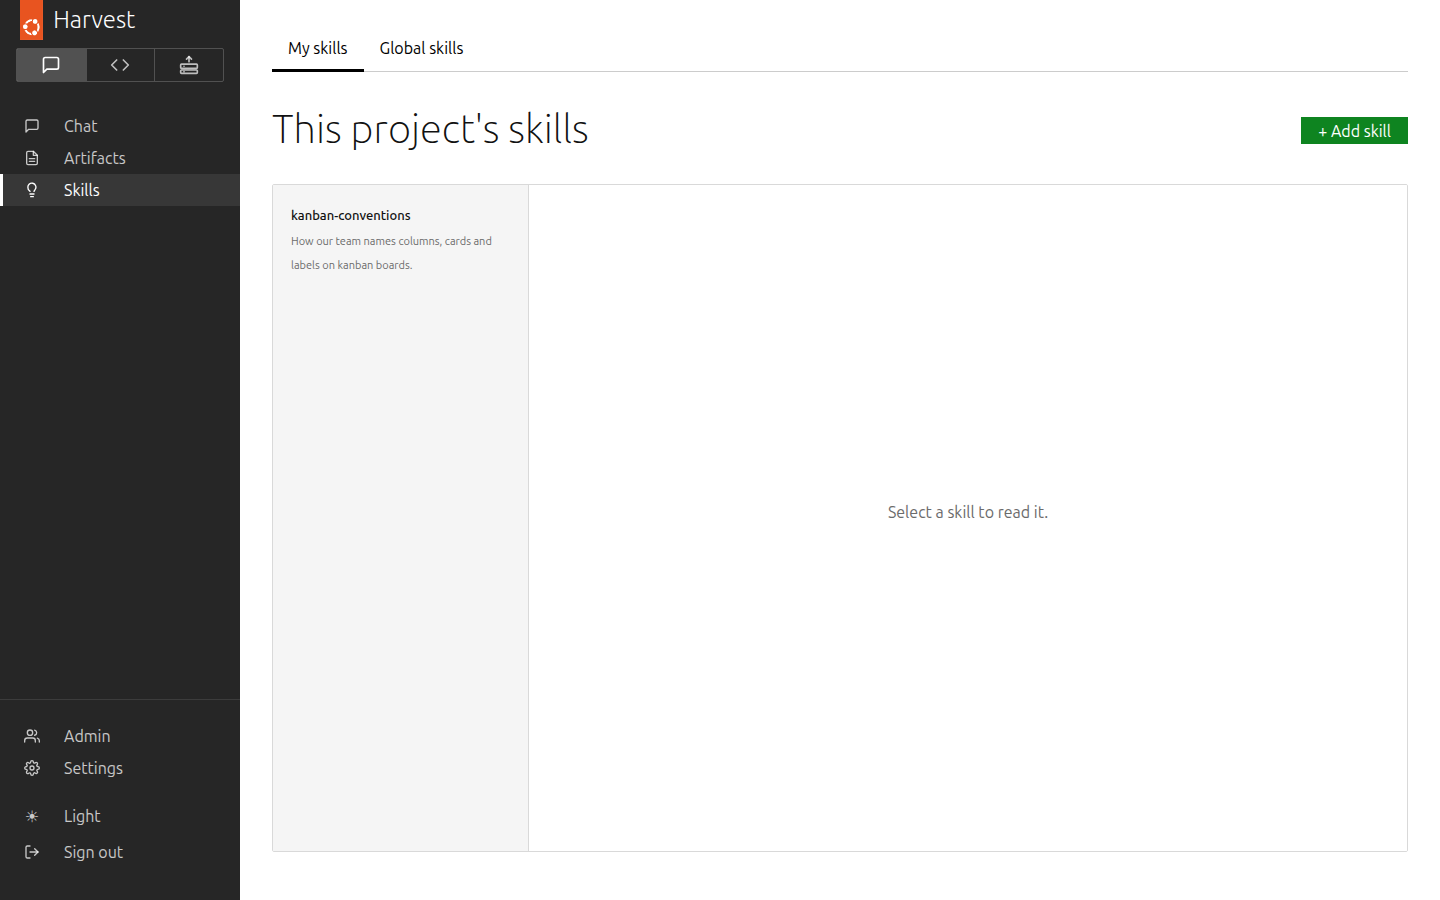 Harvest
Chat
Artifacts
Skills
Admin
Settings
Light
Sign out
My skills
Global skills
This project's skills
+ Add skill
kanban-conventions
How our team names columns, cards and
labels on kanban boards.
Select a skill to read it.